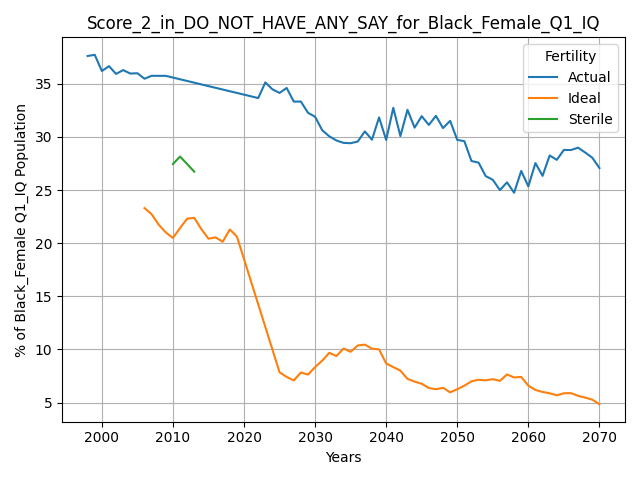 Score_2_in_DO_NOT_HAVE_ANY_SAY_for_Black_Female_Q1_IQ
% of Black_Female Q1_IQ Population
35
30
25
20
15
10
5
Fertility
Actual
Ideal
Sterile
2000 2010 2020 2030 2040 2050 2060 2070
Years